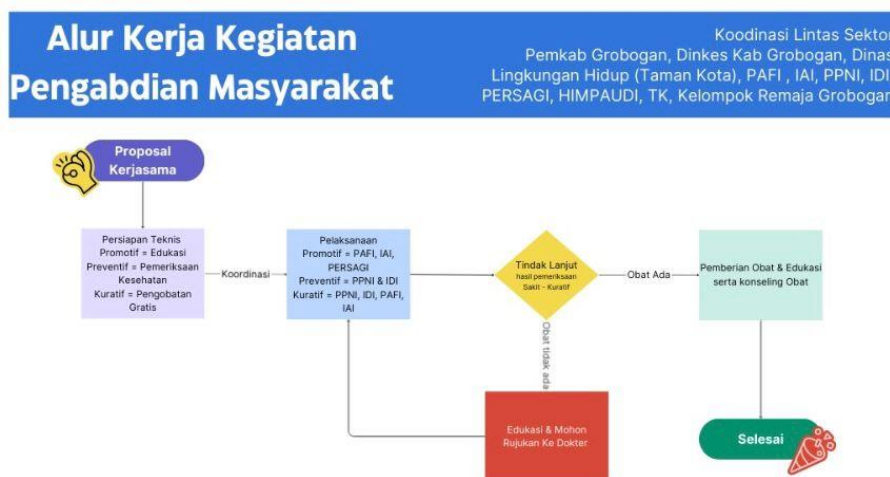 Alur Kerja Kegiatan
Pengabdian Masyarakat
Koodinasi Lintas Sektor
Pemkab Grobogan, Dinkes Kab Grobogan, Dinas
Lingkungan Hidup (Taman Kota), PAFI , IAI, PPNI, IDI,
PERSAGI, HIMPAUDI, TK, Kelompok Remaja Grobogan
Proposal
Kerjasama
Persiapan Teknis
Promotif = Edukasi
Preventif = Pemeriksaan
Kesehatan
Kuratif = Pengobatan
Gratis
Koordinasi
Pelaksanaan
Promotif = PAFI, IAI,
PERSAGI
Preventif = PPNI & IDI
Kuratif = PPNI, IDI, PAFI,
IAI
Tindak Lanjut
hasil pemeriksaan
Sakit - Kuratif
Obat Ada
Pemberian Obat & Edukasi
serta konseling Obat
Obat tidak ada
Edukasi & Mohon
Rujukan Ke Dokter
Selesai